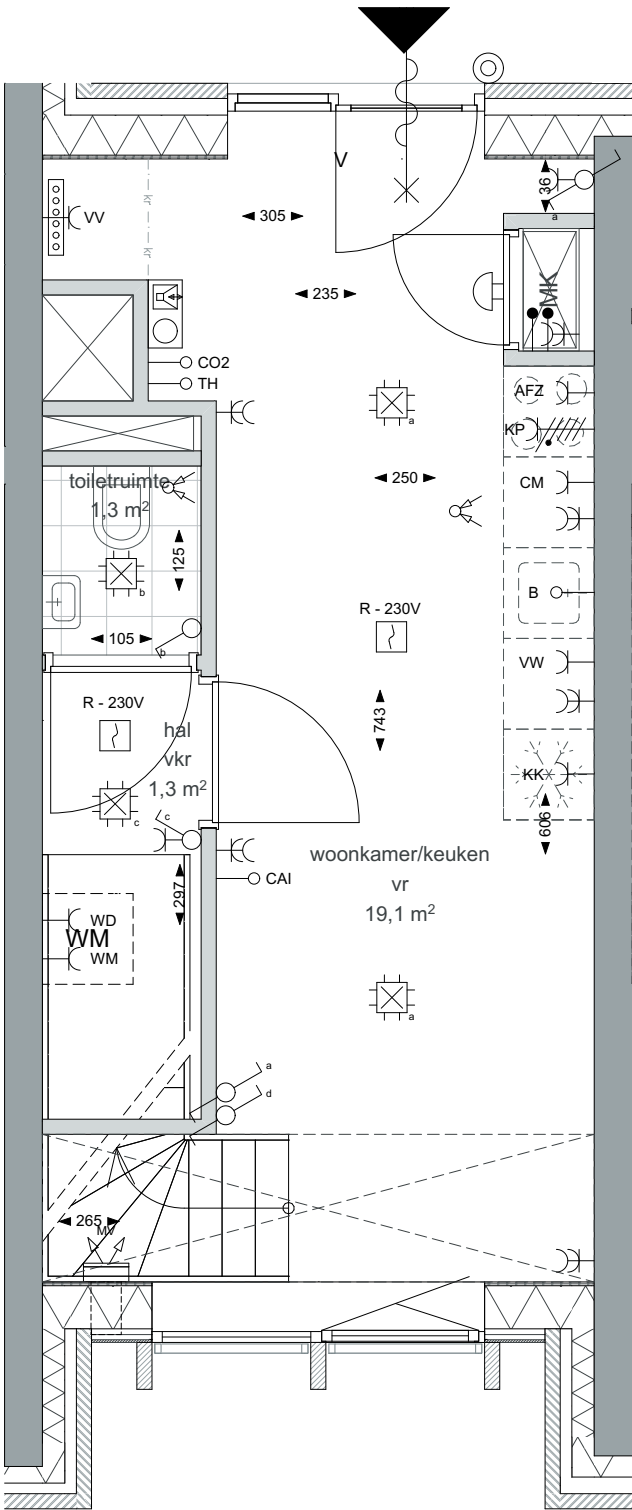 V
36
kr
VV
a
305
kr
MK
235
CO2
AFZ
TH
a
KP
250
CM
toiletruimte
1,3 m²
125
b
B
R - 230V
105
b
VW
R - 230V
743
hal
vkr
1,3 m²
KK
c
c
606
woonkamer/keuken
vr
19,1 m²
CAI
297
WD
WM
WM
a
a
d
265
MV